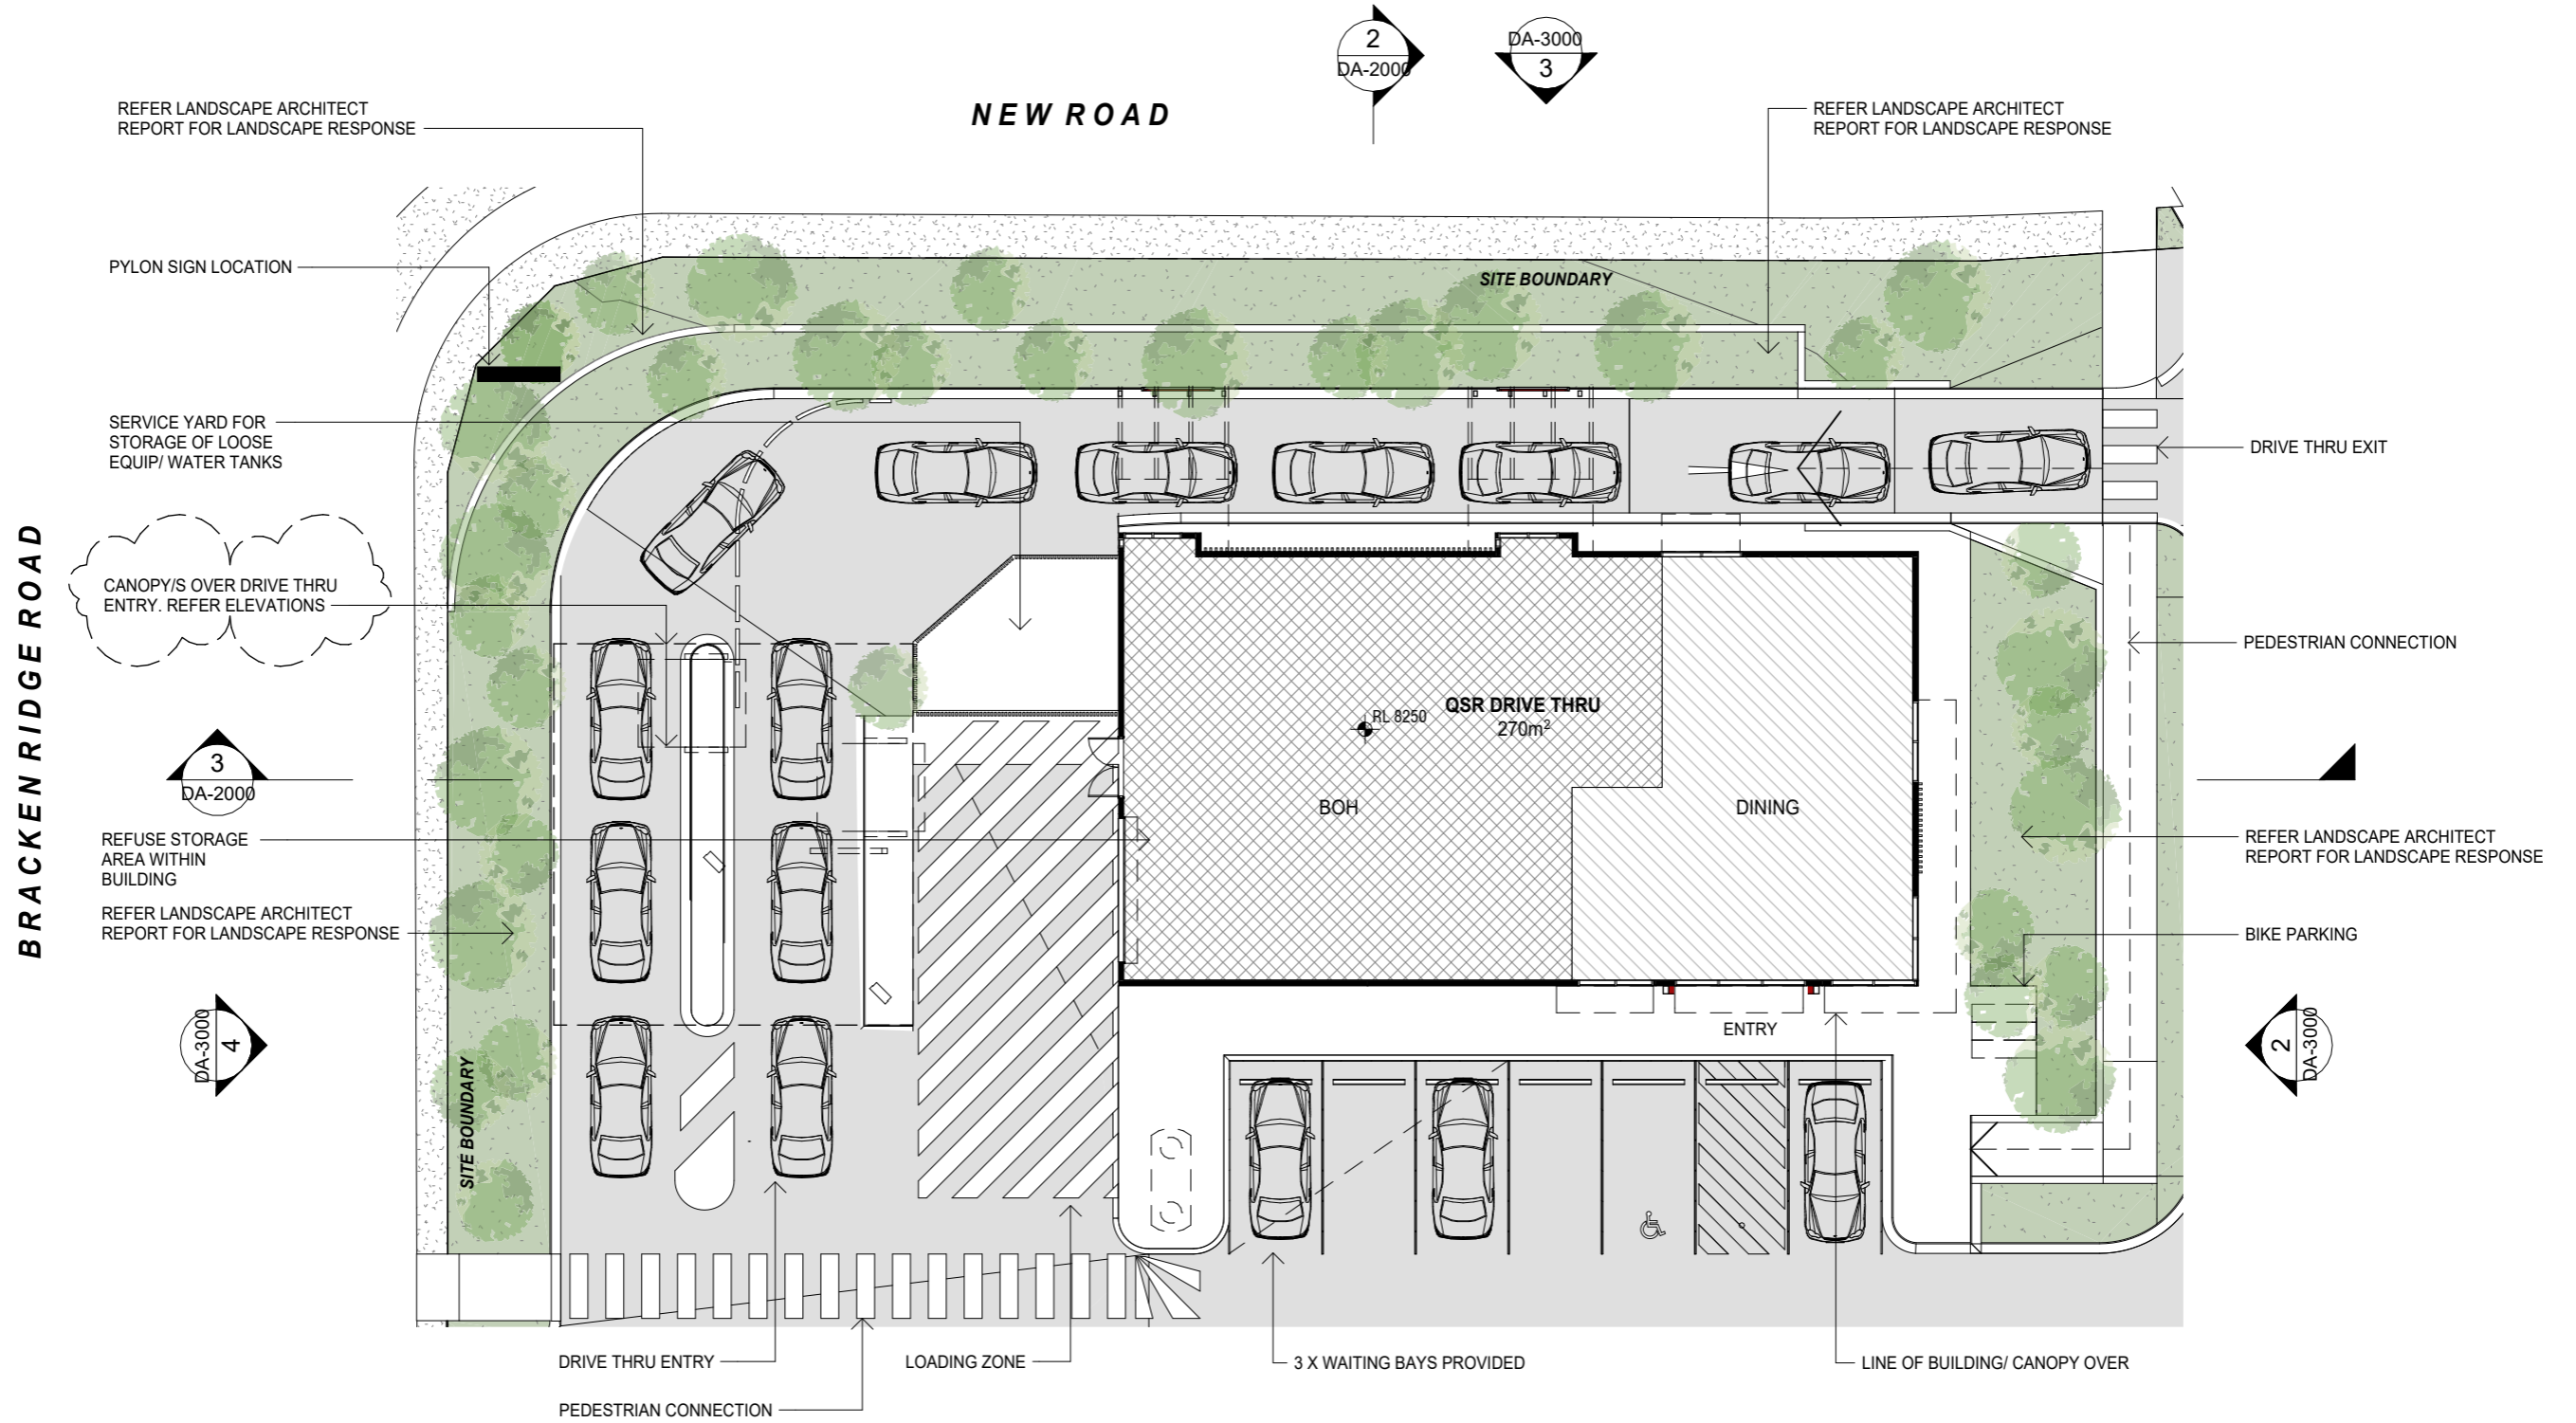 2
DA-2000
DA-3000
3
NEW ROAD
REFER LANDSCAPE ARCHITECT
REPORT FOR LANDSCAPE RESPONSE
REFER LANDSCAPE ARCHITECT
REPORT FOR LANDSCAPE RESPONSE
PYLON SIGN LOCATION
SITE BOUNDARY
SERVICE YARD FOR
STORAGE OF LOOSE
EQUIP/ WATER TANKS
DRIVE THRU EXIT
BRACKEN RIDGE ROAD
CANOPY/S OVER DRIVE THRU
ENTRY. REFER ELEVATIONS
PEDESTRIAN CONNECTION
RL 8250
QSR DRIVE THRU
270m²
3
DA-2000
BOH
DINING
REFUSE STORAGE
AREA WITHIN
BUILDING
REFER LANDSCAPE ARCHITECT
REPORT FOR LANDSCAPE RESPONSE
REFER LANDSCAPE ARCHITECT
REPORT FOR LANDSCAPE RESPONSE
BIKE PARKING
DA-3000
4
ENTRY
2
DA-3000
SITE BOUNDARY
DRIVE THRU ENTRY
LOADING ZONE
3 X WAITING BAYS PROVIDED
LINE OF BUILDING/ CANOPY OVER
PEDESTRIAN CONNECTION